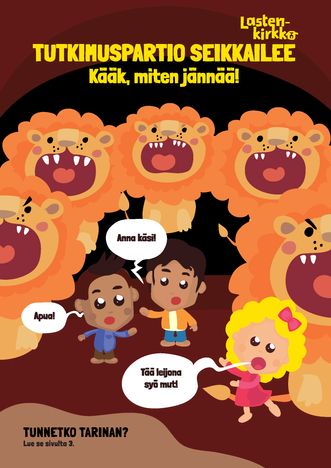 Lasten-
kirkko
TUTKIMUSPARTIO SEIKKAILEE
Kääk, miten jännää!
Anna käsi!
Apua!
Tää leijona
syö mut!
TUNNETKO TARINAN?
Lue se sivulta 3.